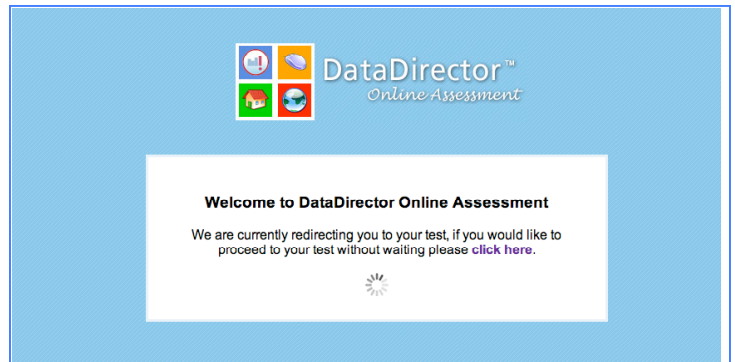 DataDirector™
Online Assessment
Welcome to DataDirector Online Assessment
We are currently redirecting you to your test, if you would like to
proceed to your test without waiting please click here.